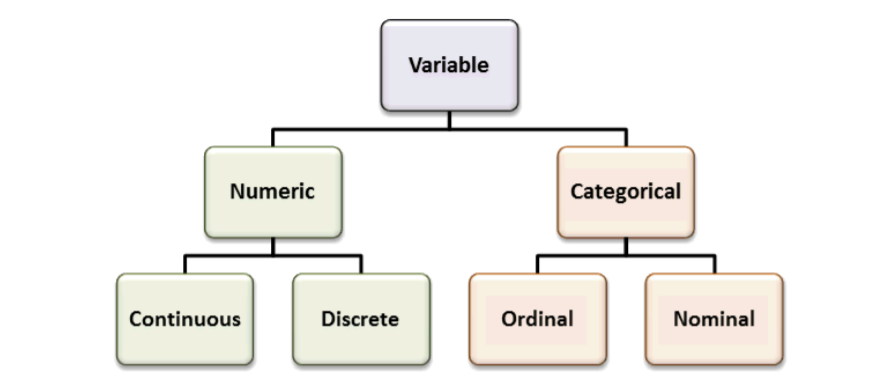 Variable
Numeric
Categorical
Continuous
Discrete
Ordinal
Nominal